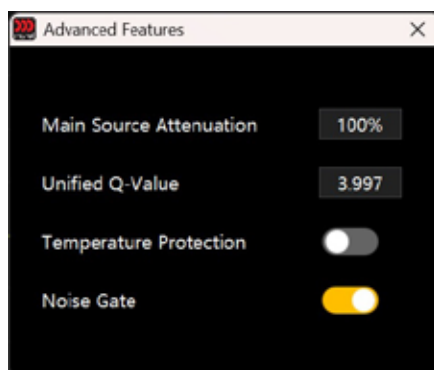 Advanced Features
Main Source Attenuation 100%
Unified Q-Value 3.997
Temperature Protection
Noise Gate